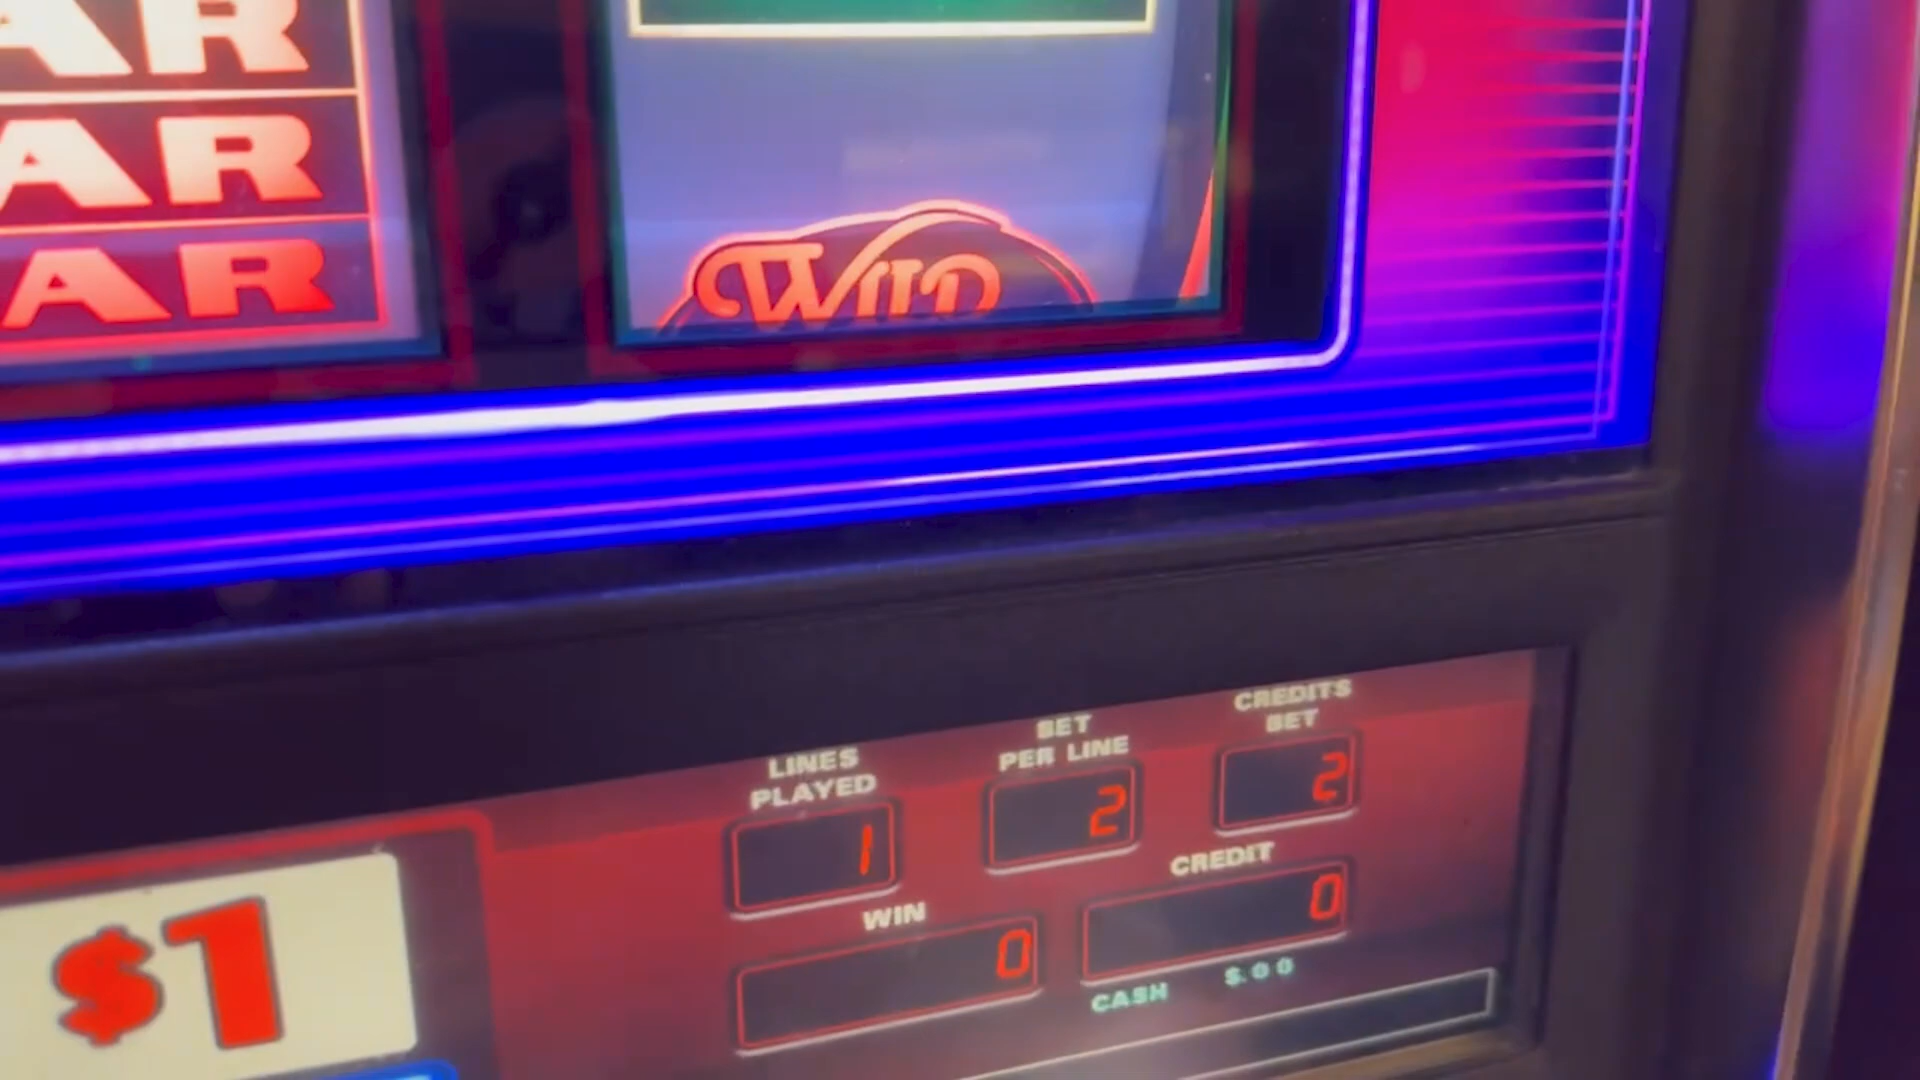 AR
AR
AR
WILD
LINES PLAYED
BET PER LINE
CREDITS BET
1
2
2
WIN
CREDIT
0
0
CASH $.00
$1